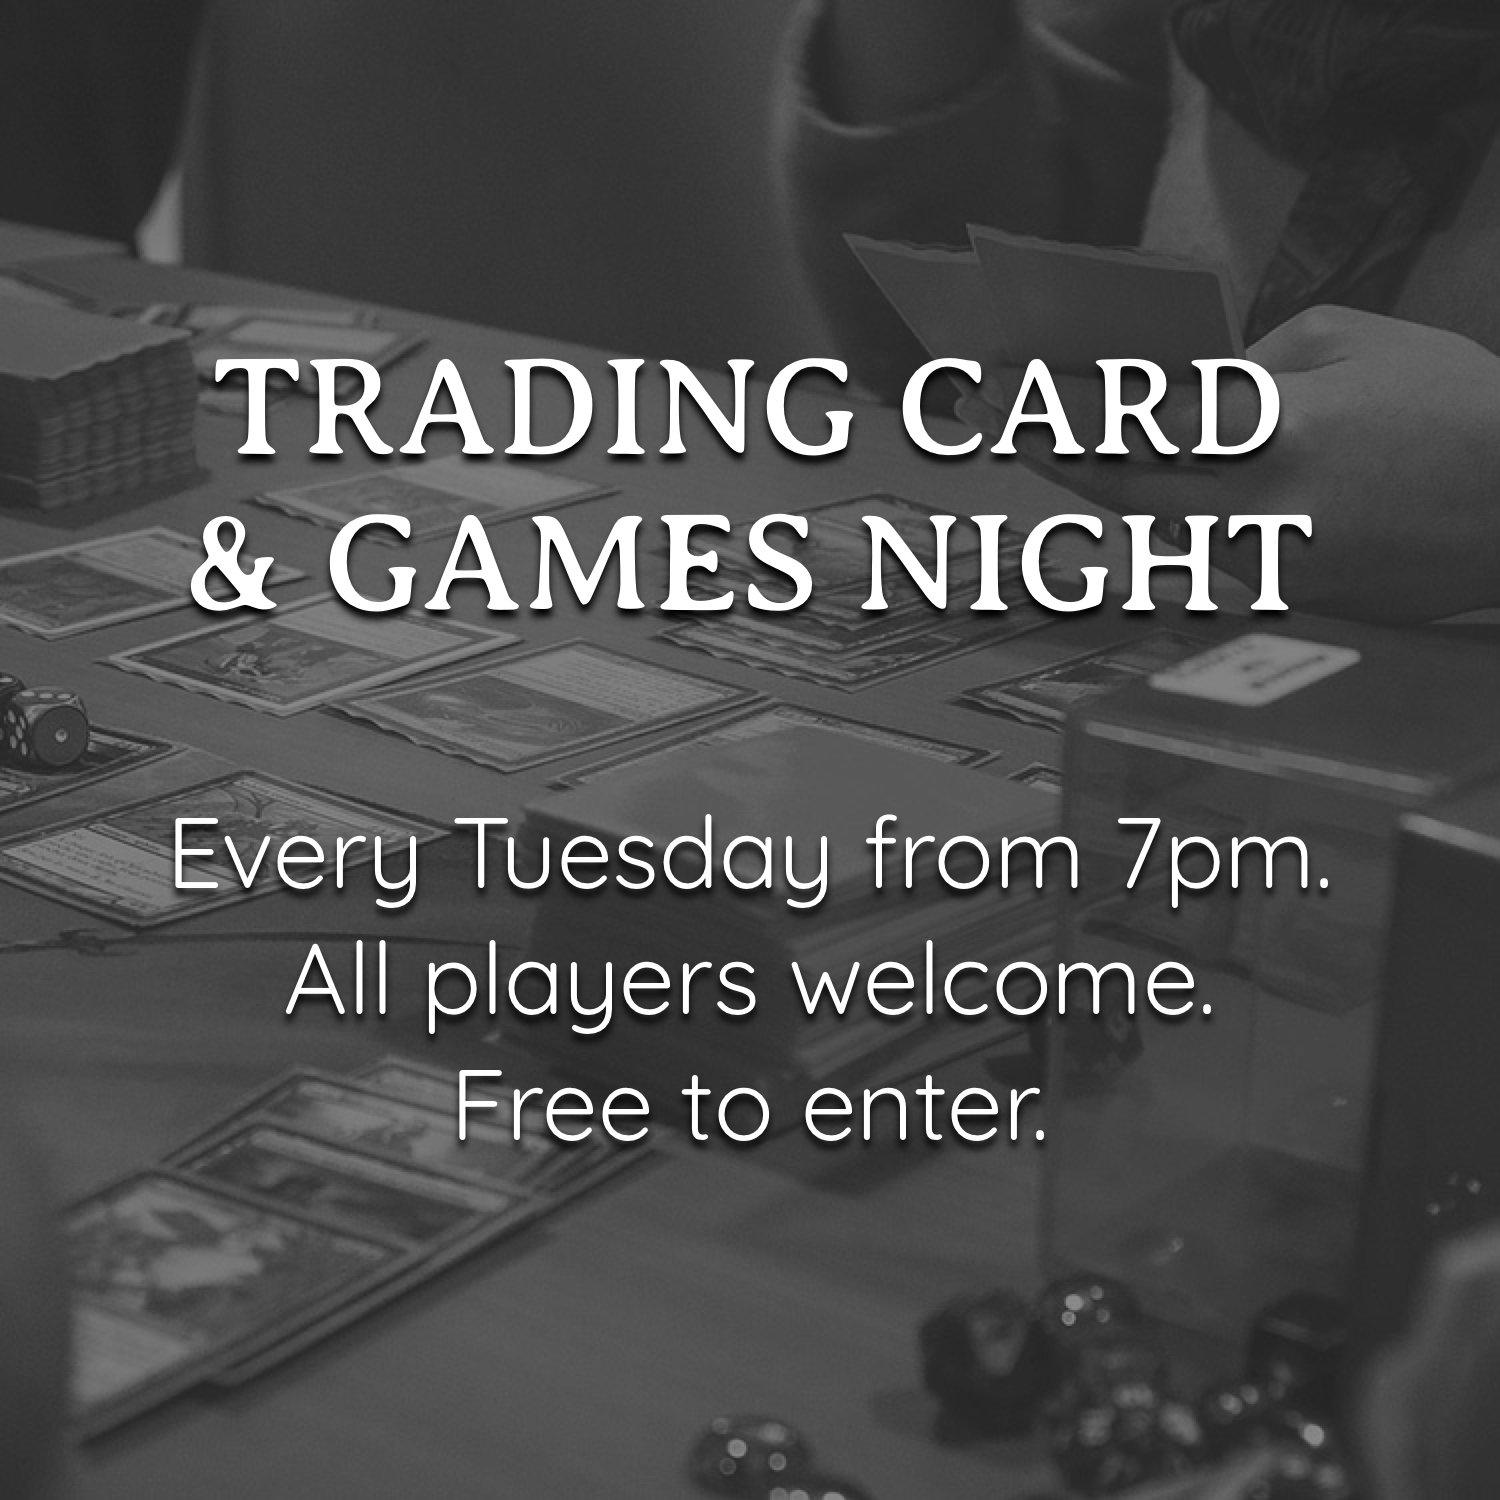 TRADING CARD
& GAMES NIGHT
Every Tuesday from 7pm.
All players welcome.
Free to enter.